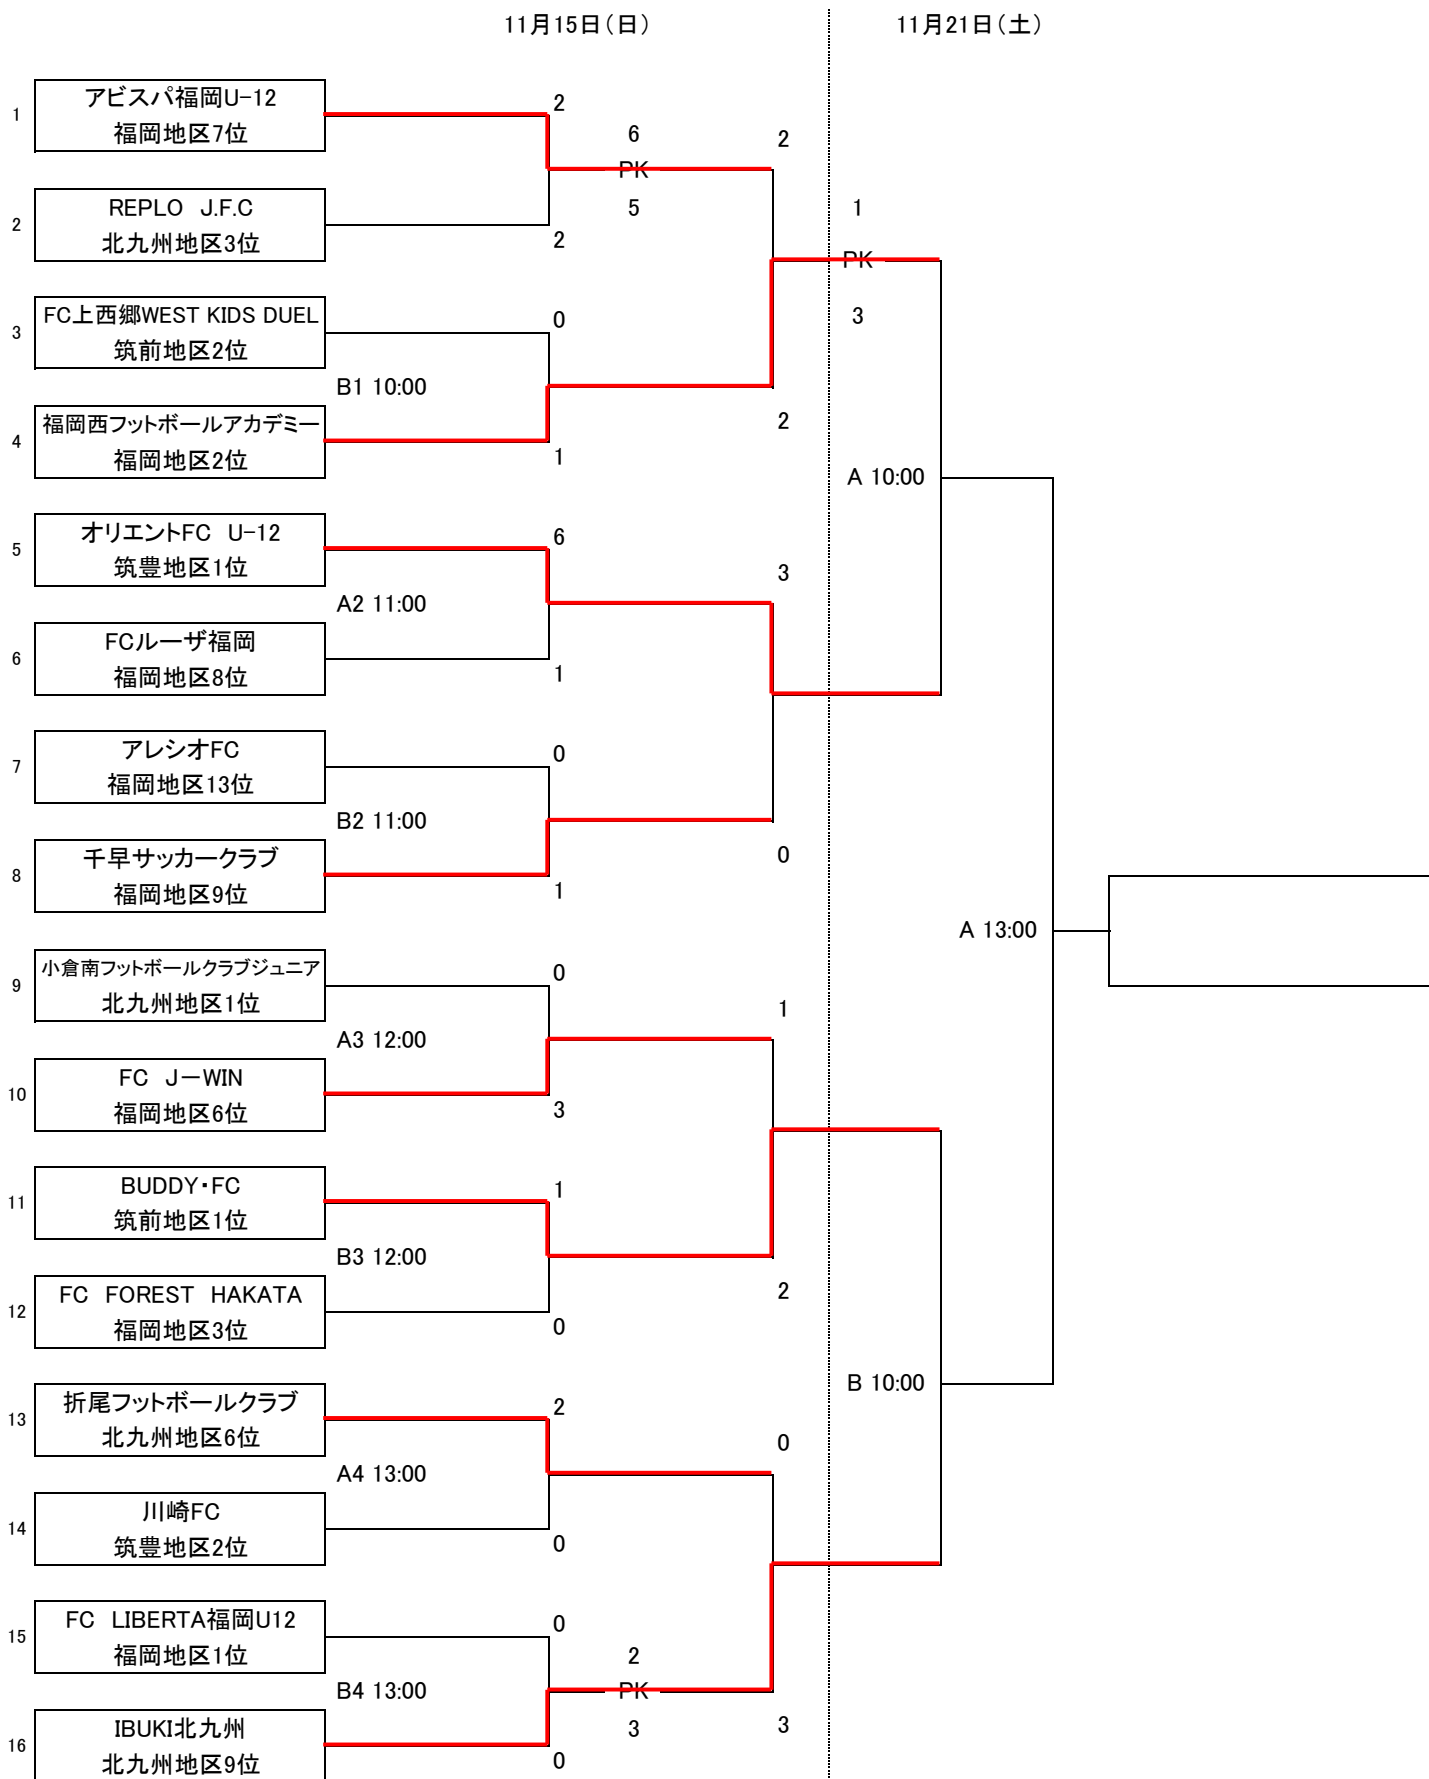 11月15日（日）
11月21日（土）
1
アビスパ福岡U-12
福岡地区7位
2
6
PK
5
2
2
REPLO　J.F.C
北九州地区3位
2
1
PK
3
3
FC上西郷WEST KIDS DUEL
筑前地区2位
0
B1 10:00
4
福岡西フットボールアカデミー
福岡地区2位
1
2
A 10:00
5
オリエントFC　U-12
筑豊地区1位
6
A2 11:00
3
6
FCルーザ福岡
福岡地区8位
1
7
アレシオFC
福岡地区13位
0
B2 11:00
8
千早サッカークラブ
福岡地区9位
1
0
A 13:00
9
小倉南フットボールクラブジュニア
北九州地区1位
0
A3 12:00
1
10
FC　J－WIN
福岡地区6位
3
11
BUDDY・FC
筑前地区1位
1
B3 12:00
12
FC　FOREST　HAKATA
福岡地区3位
0
2
B 10:00
13
折尾フットボールクラブ
北九州地区6位
2
A4 13:00
0
14
川崎FC
筑豊地区2位
0
15
FC　LIBERTA福岡U12
福岡地区1位
0
B4 13:00
2
PK
3
16
IBUKI北九州
北九州地区9位
0
3